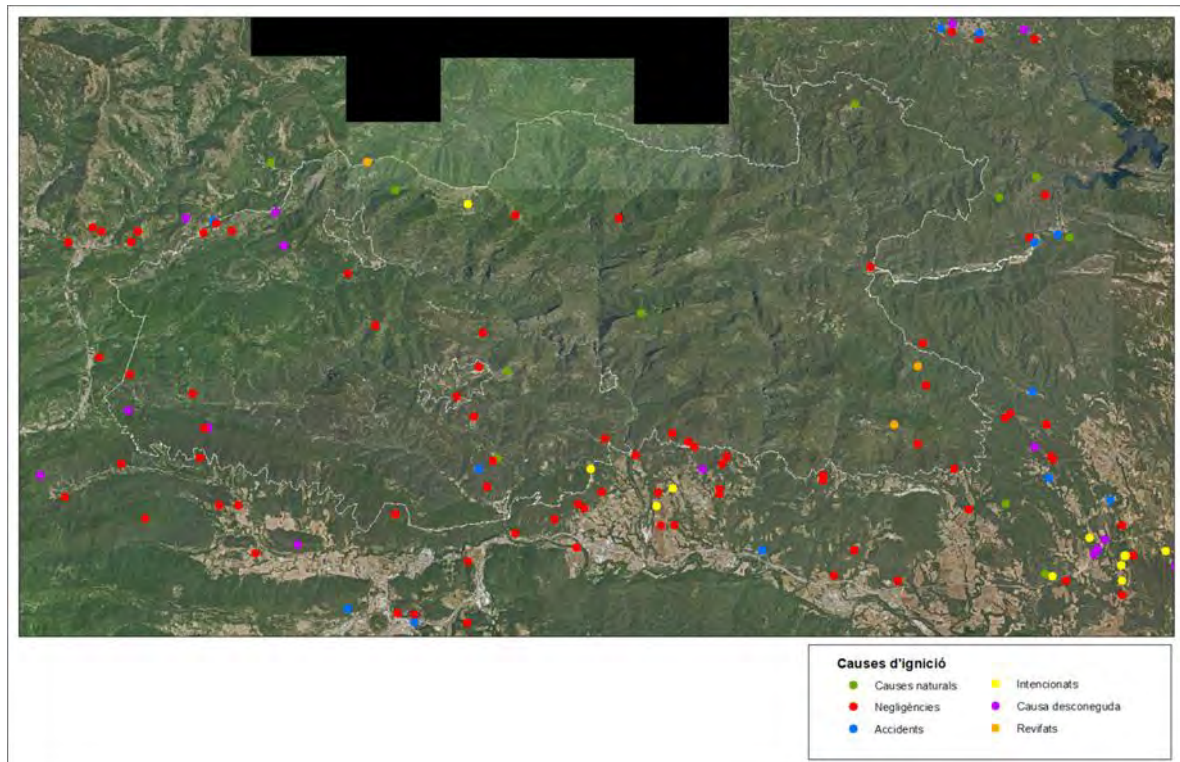 Causes d'ignició
Causes naturals
Negligències
Accidents
Intencionats
Causa desconeguda
Revifats